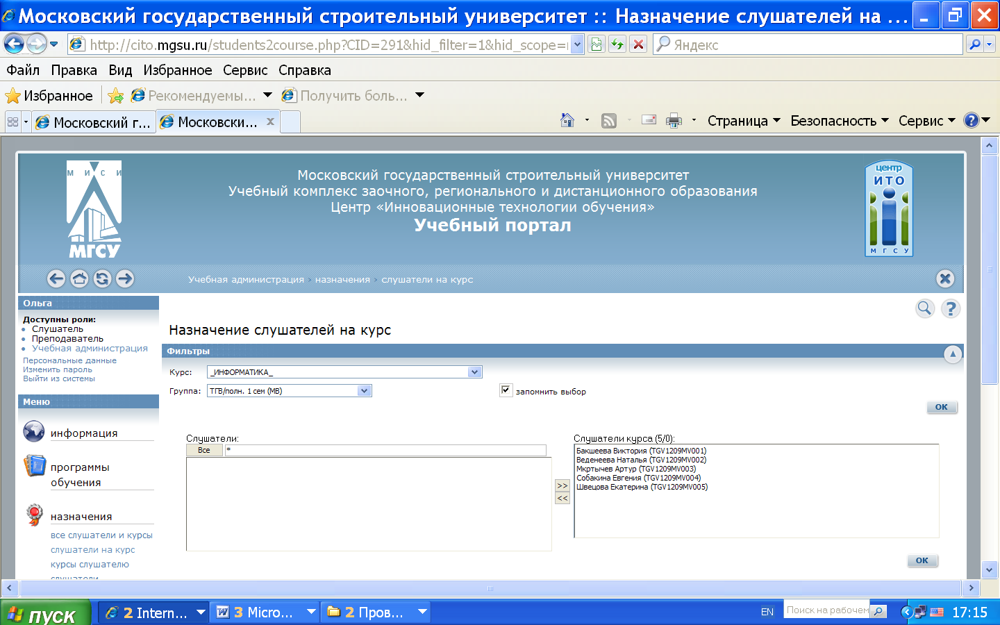 Московский государственный строительный университет :: Назначение слушателей на ...
http://cito.mgsu.ru/students2course.php?CID=291&hid_filter=1&hid_scope=
Яндекс
Файл Правка Вид Избранное Сервис Справка
Избранное Рекомендуемы... Получить боль...
Московский г... Московски... Страница Безопасность Сервис
МИСИ
МГСУ
Московский государственный строительный университет
Учебный комплекс заочного, регионального и дистанционного образования
Центр «Инновационные технологии обучения»
Учебный портал
центр
ИТО
МГСУ
Учебная администрация › назначения › слушатели на курс
Ольга
Доступны роли:
Слушатель
Преподаватель
Учебная администрация
Персональные данные
Изменить пароль
Выйти из системы
Меню
информация
программы
обучения
назначения
все слушатели и курсы
слушатели на курс
курсы слушателю
слушатели
Назначение слушателей на курс
Фильтры
Курс: _ИНФОРМАТИКА_
Группа: ТГВ/полн. 1 сем (МВ) запомнить выбор
ОК
Слушатели:
Все *
>>
<<
Слушатели курса (5/0):
Бакшеева Виктория (TGV1209MV001)
Веденеева Наталья (TGV1209MV002)
Мкртычев Артур (TGV1209MV003)
Собакина Евгения (TGV1209MV004)
Швецова Екатерина (TGV1209MV005)
ОК
пуск 2 Intern... 3 Micro... 2 Пров... EN Поиск на рабочем 17:15